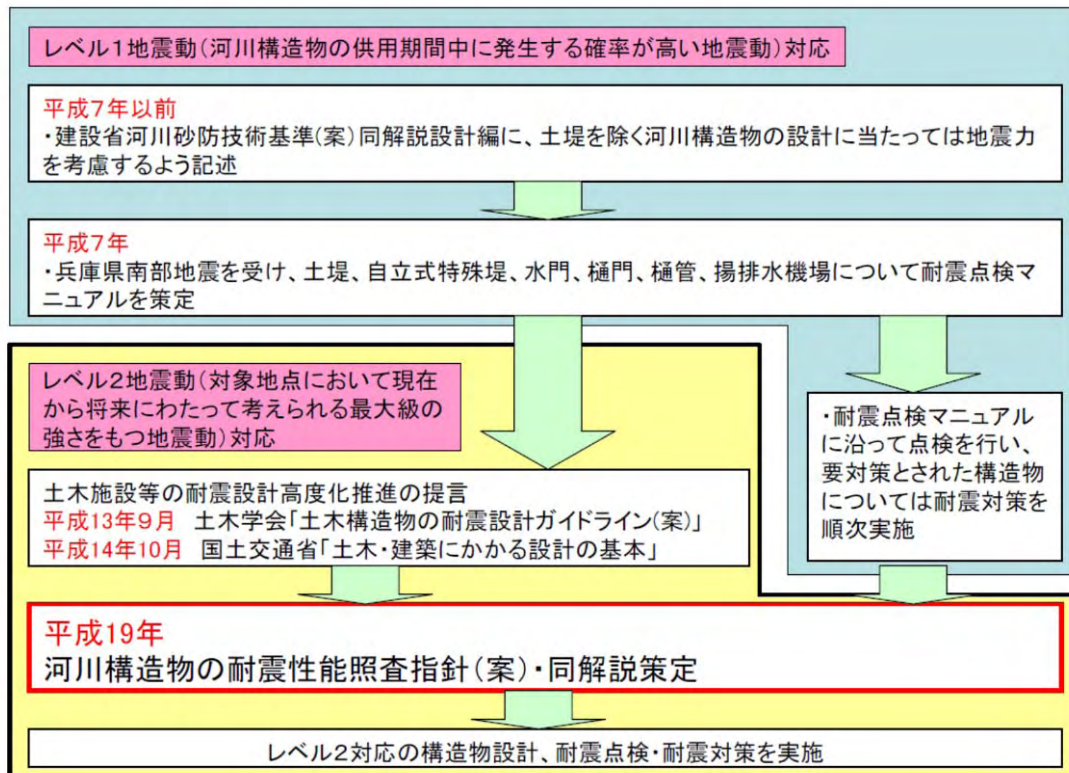 レベル1地震動(河川構造物の供用期間中に発生する確率が高い地震動)対応
平成7年以前
・建設省河川砂防技術基準(案)同解説設計編に、土堤を除く河川構造物の設計に当たっては地震力
を考慮するよう記述
平成7年
・兵庫県南部地震を受け、土堤、自立式特殊堤、水門、樋門、樋管、揚排水機場について耐震点検マ
ニュアルを策定
レベル2地震動(対象地点において現在
から将来にわたって考えられる最大級の
強さをもつ地震動)対応
・耐震点検マニュアル
に沿って点検を行い、
要対策とされた構造物
については耐震対策を
順次実施
土木施設等の耐震設計高度化推進の提言
平成13年9月 土木学会「土木構造物の耐震設計ガイドライン(案)」
平成14年10月 国土交通省「土木・建築にかかる設計の基本」
平成19年
河川構造物の耐震性能照査指針(案)・同解説策定
レベル2対応の構造物設計、耐震点検・耐震対策を実施